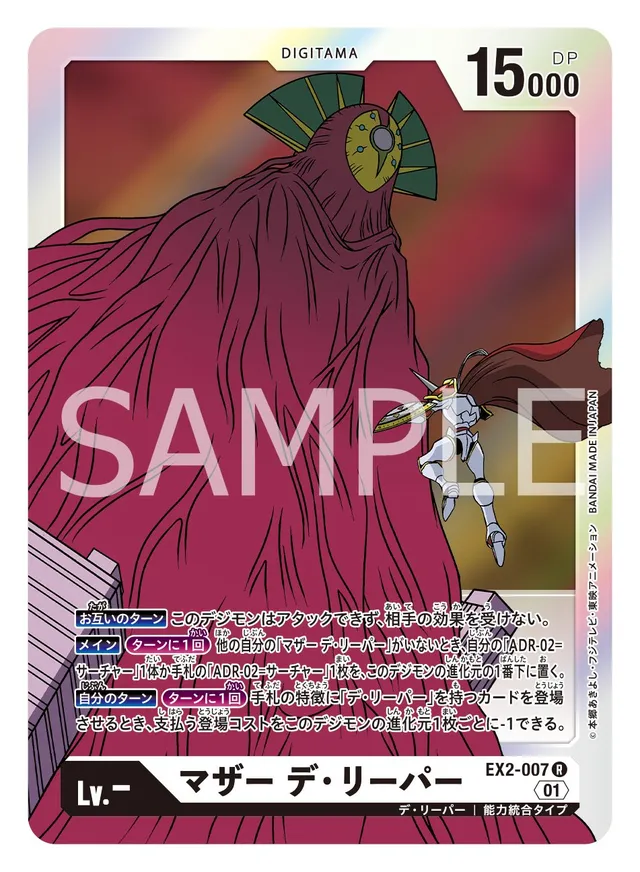 DIGITAMA
DP
15000
SAMPLE
お互いのターン このデジモンはアタックできず、相手の効果を受けない。
メイン ターンに1回 他の自分の「マザー デ・リーパー」がいないとき、自分の「ADR-02=
サーチャー」1体か手札の「ADR-02=サーチャー」1枚を、このデジモンの進化元の1番下に置く。
自分のターン ターンに1回 手札の特徴に「デ・リーパー」を持つカードを登場
させるとき、支払う登場コストをこのデジモンの進化元1枚ごとに-1できる。
Lv.-
マザー デ・リーパー
EX2-007 R
01
デ・リーパー | 能力統合タイプ
© 本郷あきよし・フジテレビ・東映アニメーション BANDAI MADE IN JAPAN